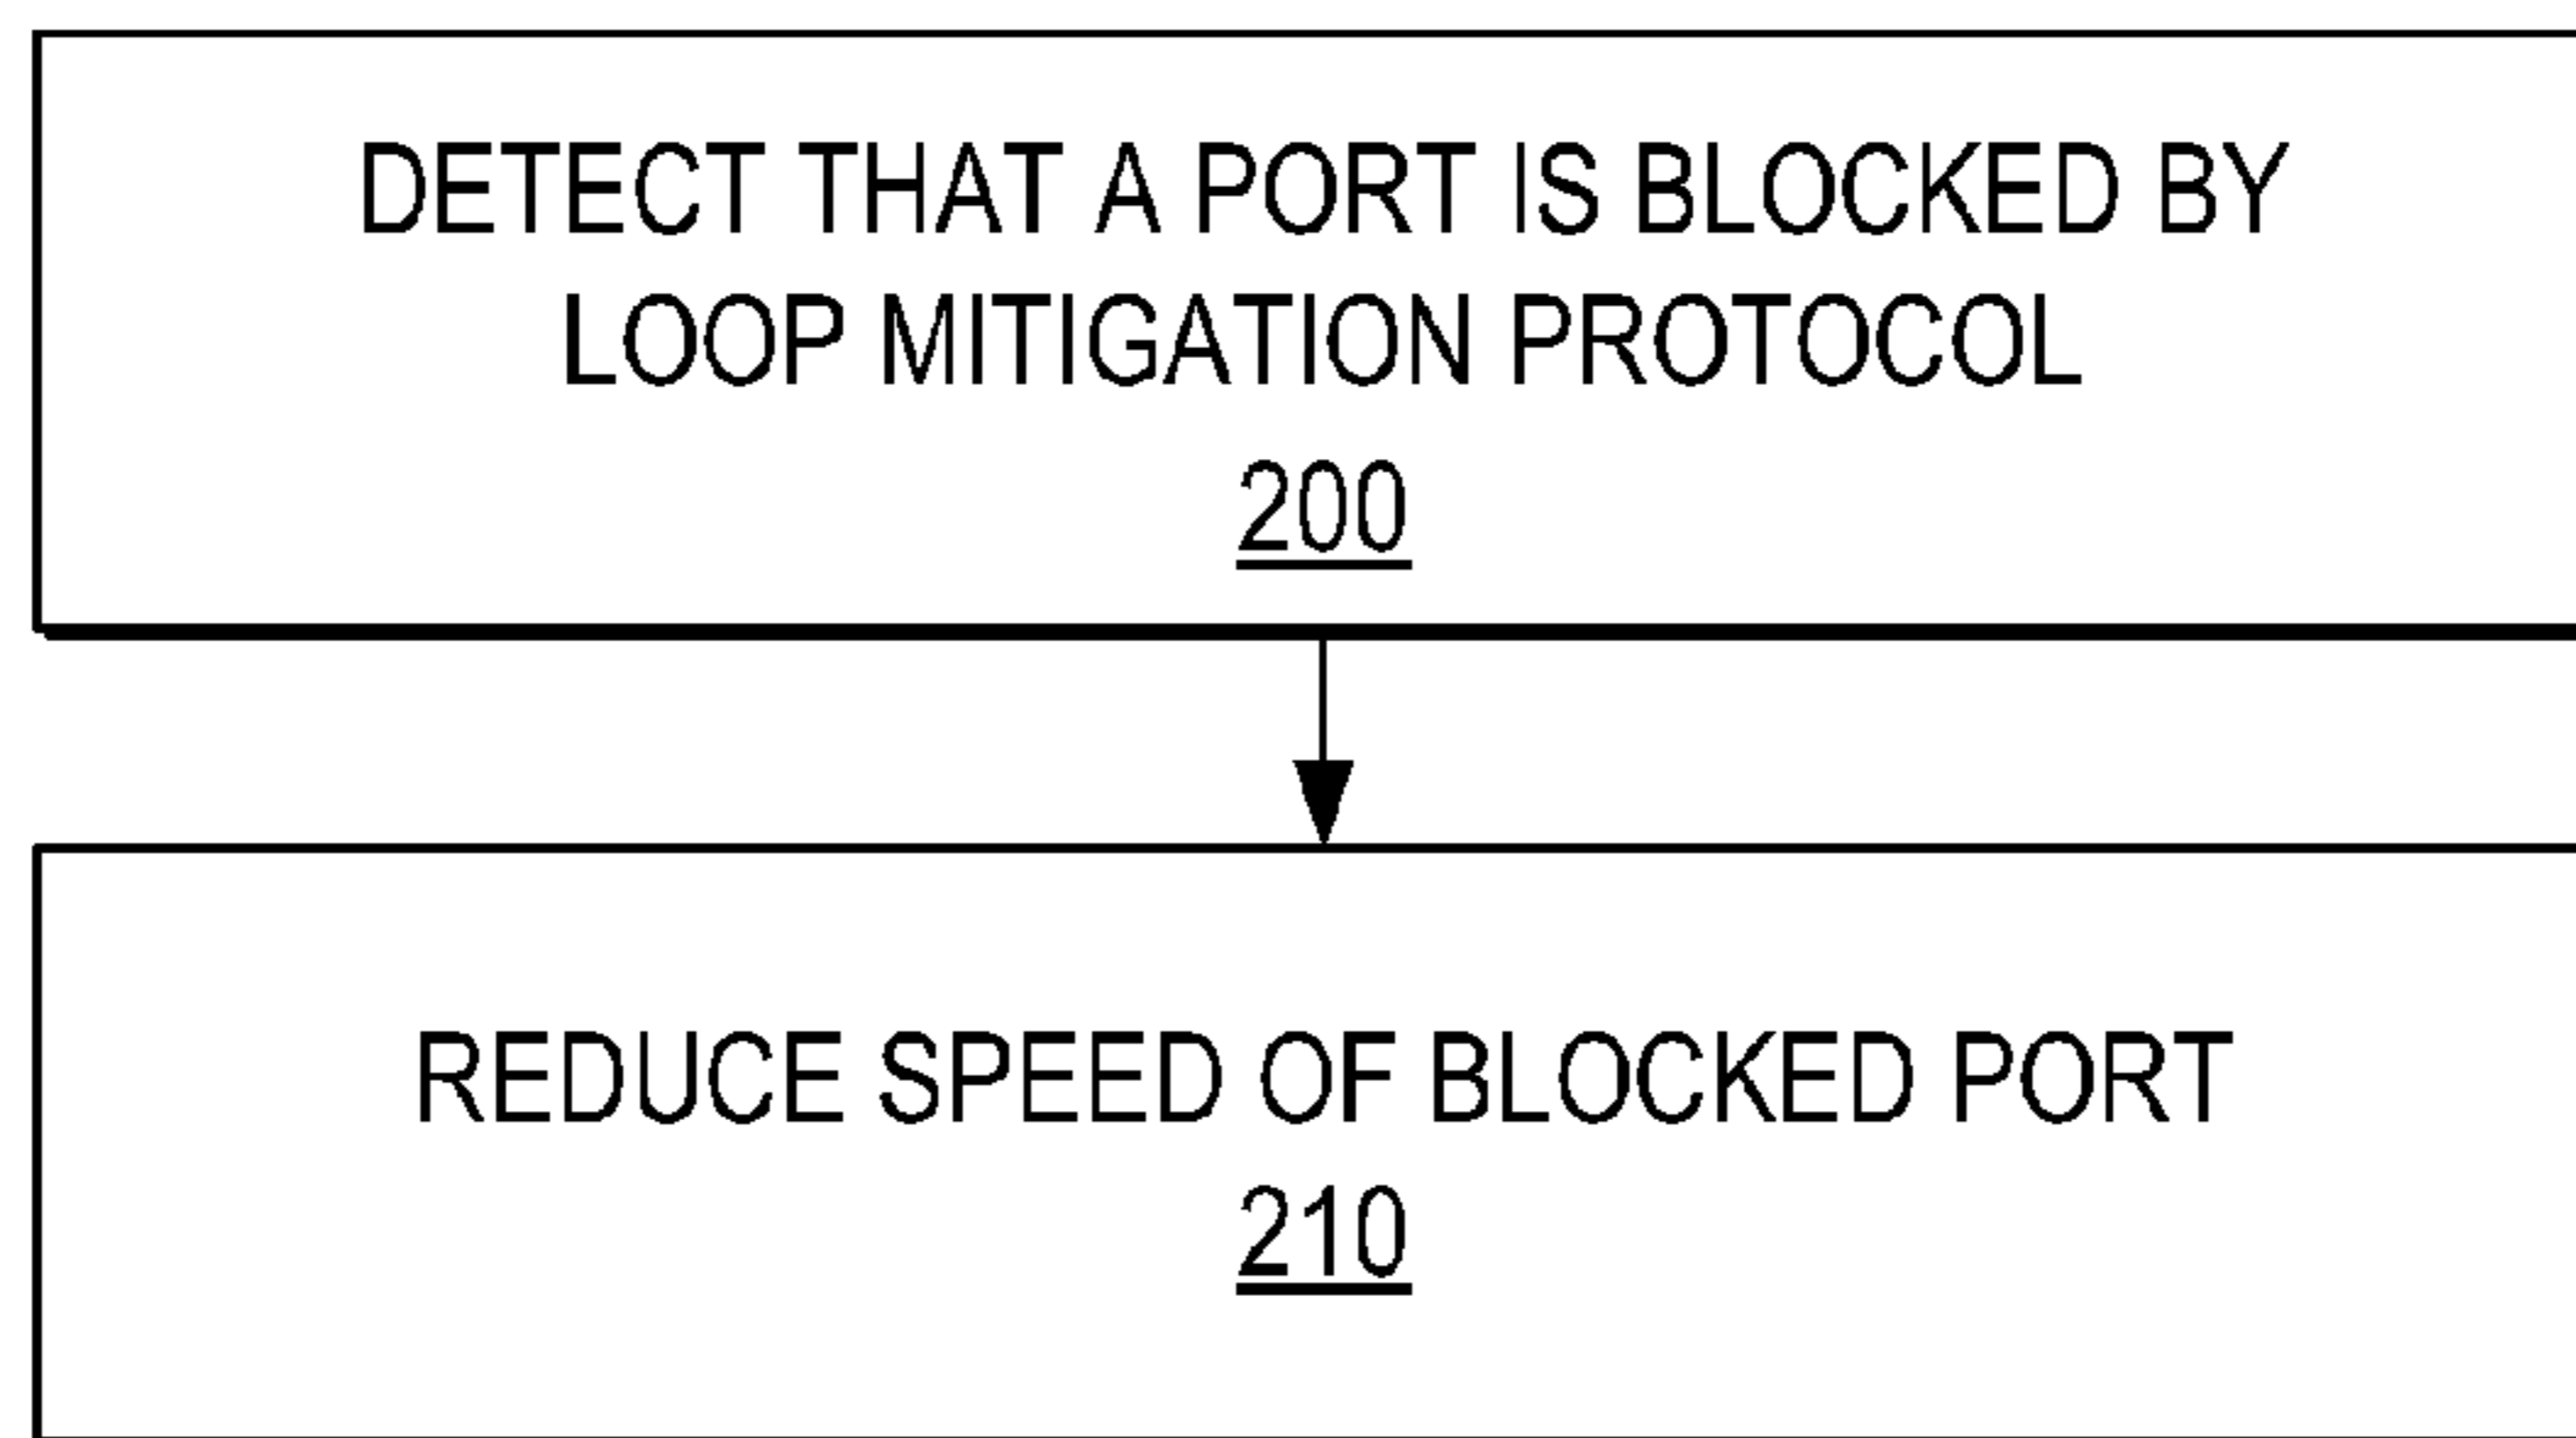 DETECT THAT A PORT IS BLOCKED BY
LOOP MITIGATION PROTOCOL
200
REDUCE SPEED OF BLOCKED PORT
210